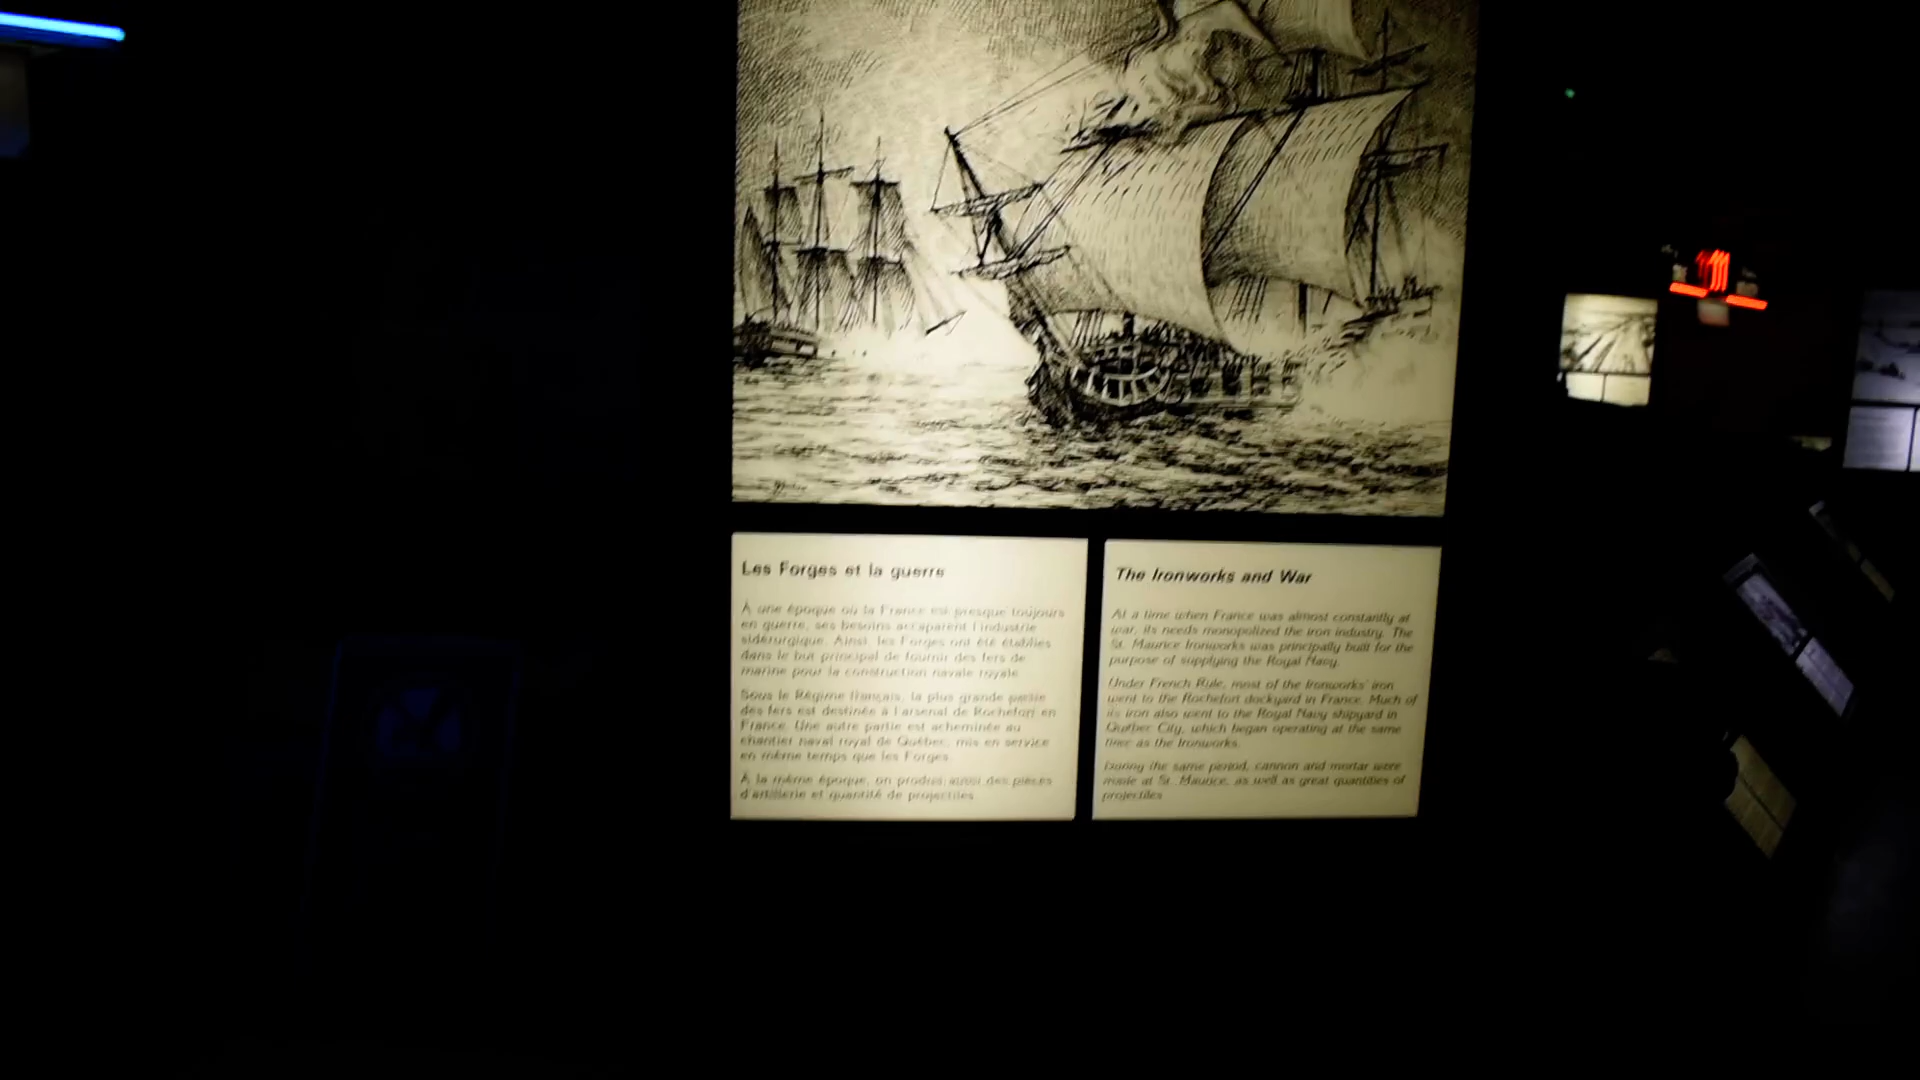 Les Forges et la guerre
À une époque où la France est presque toujours
en guerre, ses besoins accaparent l'industrie
sidérurgique. Ainsi, les Forges ont été établies
dans le but principal de fournir des fers de
marine pour la construction navale royale.
Sous le Régime français, la plus grande partie
des fers est destinée à l'arsenal de Rochefort en
France. Une autre partie est acheminée au
chantier naval royal de Québec, mis en service
en même temps que les Forges.
À la même époque, on produit aussi des pièces
d'artillerie et quantité de projectiles.
The Ironworks and War
At a time when France was almost constantly at
war, its needs monopolized the iron industry. The
St. Maurice Ironworks was principally built for the
purpose of supplying the Royal Navy.
Under French Rule, most of the Ironworks' iron
went to the Rochefort dockyard in France. Much of
its iron also went to the Royal Navy shipyard in
Québec City, which began operating at the same
time as the Ironworks.
During the same period, cannon and mortar were
made at St. Maurice, as well as great quantities of
projectiles.